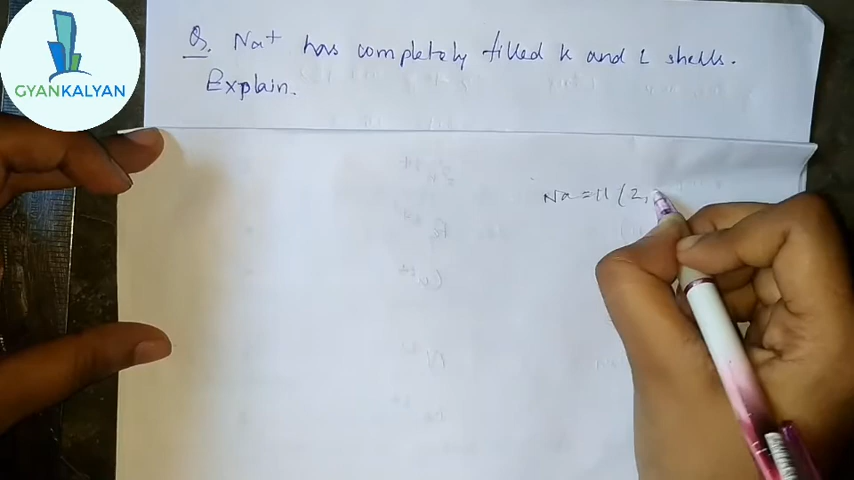 GYANKALYAN
Q. Na+ has completely filled K and L shells.
Explain.
Na = 11 (2,